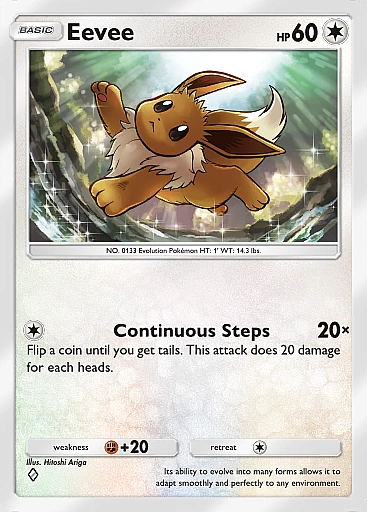 BASIC Eevee HP 60
NO. 0133 Evolution Pokémon HT: 1' WT: 14.3 lbs.
Continuous Steps 20×
Flip a coin until you get tails. This attack does 20 damage
for each heads.
weakness +20 retreat
Illus. Hitoshi Ariga
Its ability to evolve into many forms allows it to
adapt smoothly and perfectly to any environment.